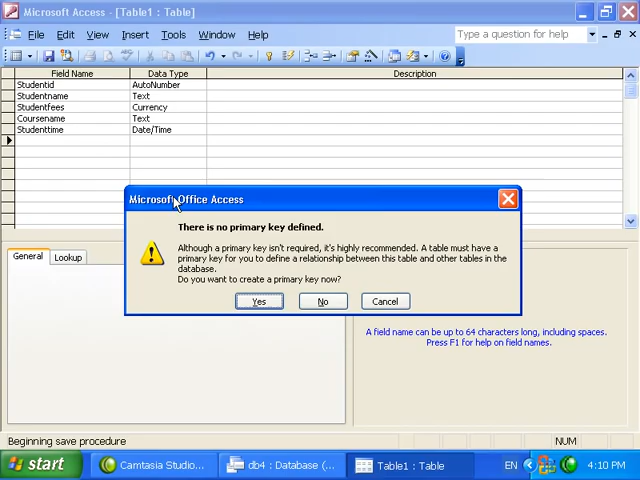 Microsoft Access - [Table1 : Table]
File Edit View Insert Tools Window Help Type a question for help
Field Name Data Type Description
Studentid AutoNumber
Studentname Text
Studentfees Currency
Coursename Text
Studenttime Date/Time
Microsoft Office Access
There is no primary key defined.
Although a primary key isn't required, it's highly recommended. A table must have a
primary key for you to define a relationship between this table and other tables in the
database.
Do you want to create a primary key now?
Yes No Cancel
General Lookup
A field name can be up to 64 characters long, including spaces.
Press F1 for help on field names.
Beginning save procedure NUM
start Camtasia Studio... db4 : Database (... Table1 : Table EN 4:10 PM